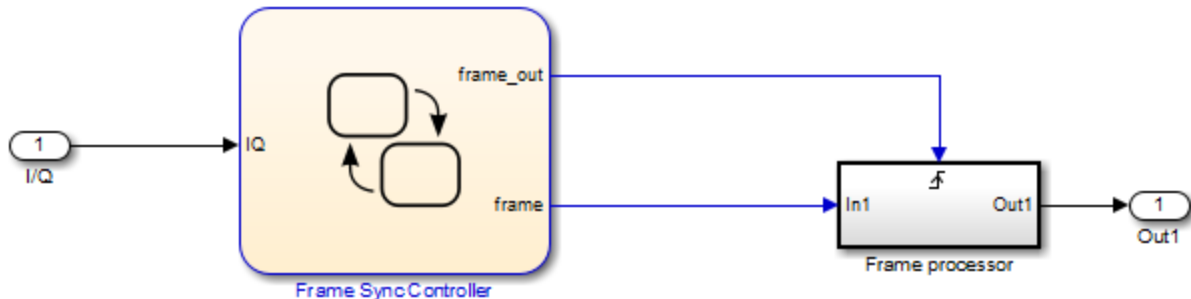 frame_out
1
IQ
I/Q
frame
In1
Out1
1
Out1
Frame processor
Frame Sync Controller